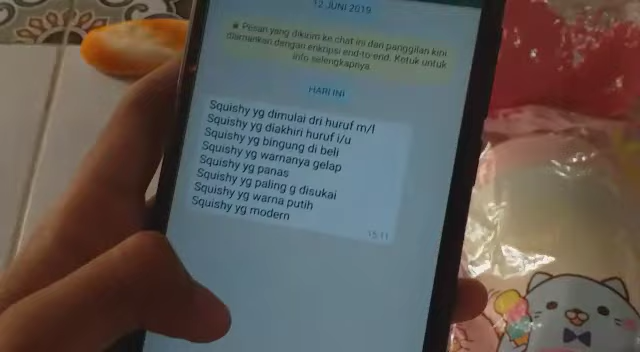 12 JUNI 2019
Pesan yang dikirim ke chat ini dan panggilan kini
diamankan dengan enkripsi end-to-end. Ketuk untuk
info selengkapnya.
HARI INI
Squishy yg dimulai dri huruf m/l
Squishy yg diakhiri huruf i/u
Squishy yg bingung di beli
Squishy yg warnanya gelap
Squishy yg panas
Squishy yg paling g disukai
Squishy yg warna putih
Squishy yg modern
15.11